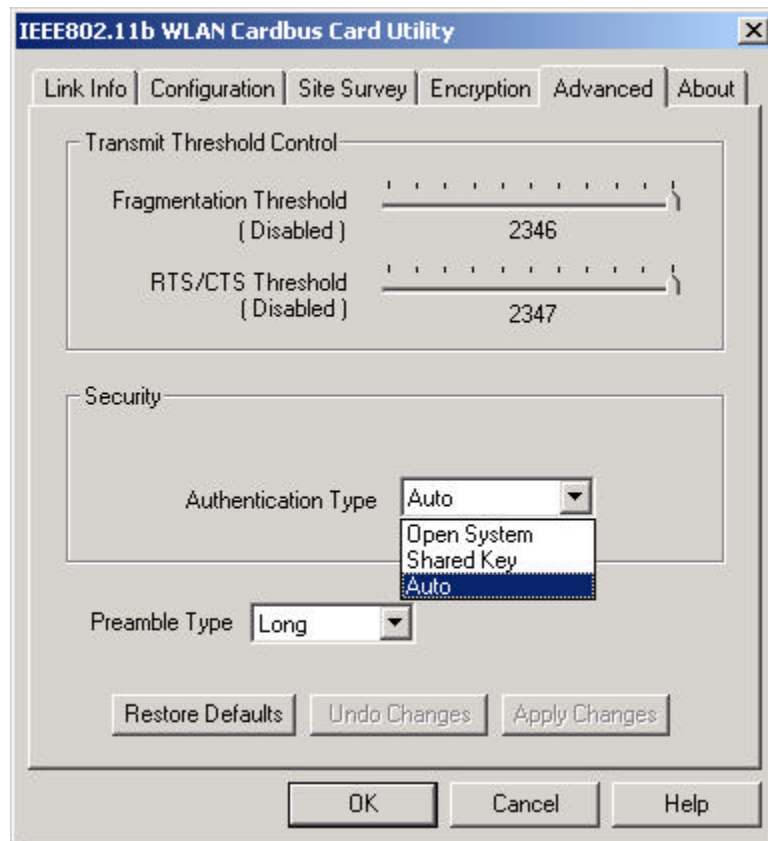 IEEE802.11b WLAN Cardbus Card Utility
Link Info Configuration Site Survey Encryption Advanced About
Transmit Threshold Control
Fragmentation Threshold
( Disabled )
2346
RTS/CTS Threshold
( Disabled )
2347
Security
Authentication Type Auto
Open System
Shared Key
Auto
Preamble Type Long
Restore Defaults Undo Changes Apply Changes
OK Cancel Help